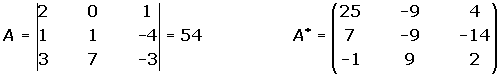 A = |2 0 1| = 54 A* = (25 -9 4)
|1 1 -4| (7 -9 -14)
|3 7 -3| (-1 9 2)